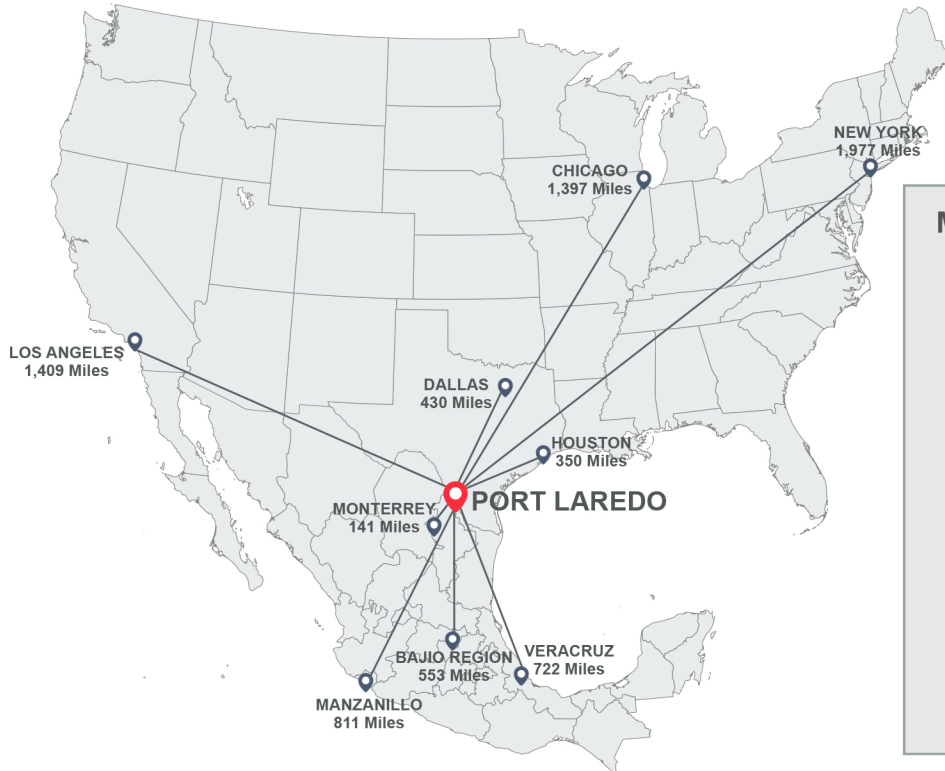 NEW YORK
1,977 Miles
CHICAGO
1,397 Miles
M
LOS ANGELES
1,409 Miles
DALLAS
430 Miles
HOUSTON
350 Miles
PORT LAREDO
MONTERREY
141 Miles
BAJIO REGION
553 Miles
VERACRUZ
722 Miles
MANZANILLO
811 Miles